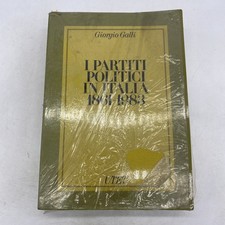 Giorgio Galli
I PARTITI
POLITICI
IN ITALIA
1861-1983
UTET